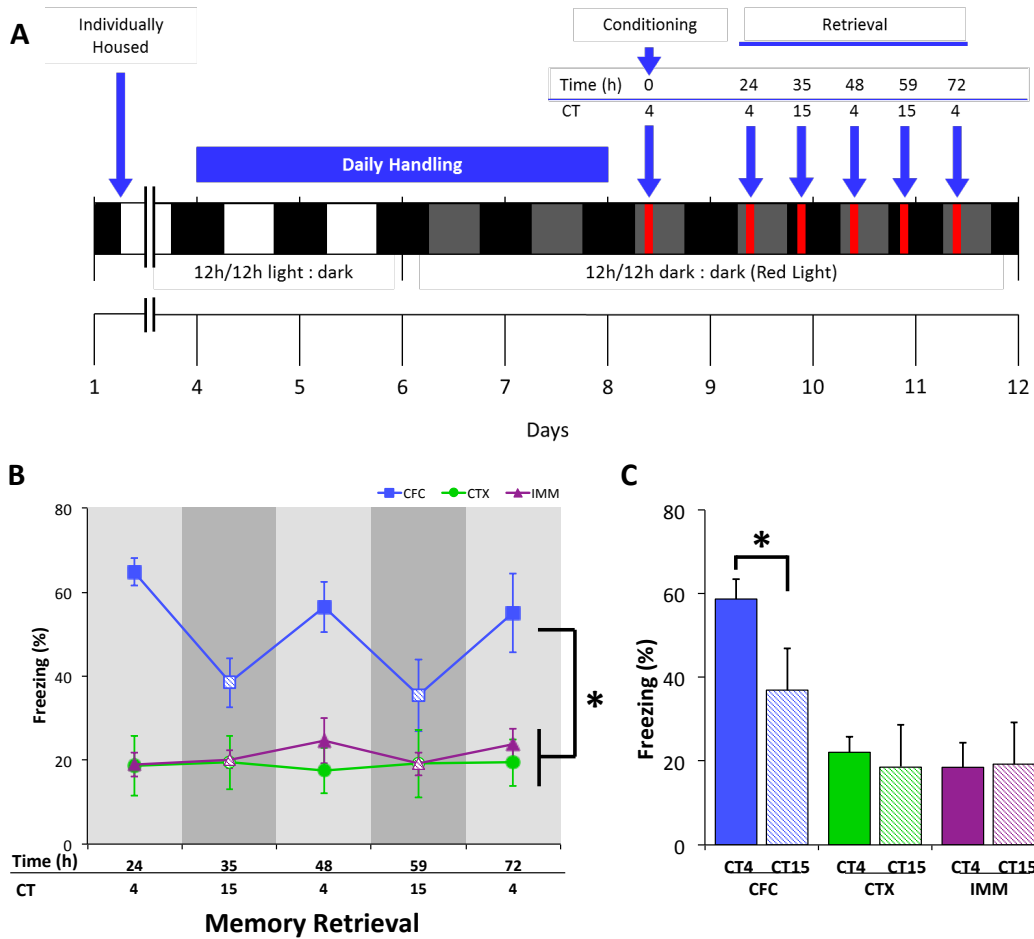 A
Individually
Housed
Conditioning
Retrieval
Time (h) 0 24 35 48 59 72
CT 4 4 15 4 15 4
Daily Handling
12h/12h light : dark
12h/12h dark : dark (Red Light)
1 4 5 6 7 8 9 10 11 12
Days
B
CFC CTX IMM
80
60
40
20
0
Freezing (%)
*
Time (h) 24 35 48 59 72
CT 4 15 4 15 4
Memory Retrieval
C
80
60
40
20
0
Freezing (%)
*
CT4 CT15 CT4 CT15 CT4 CT15
CFC CTX IMM